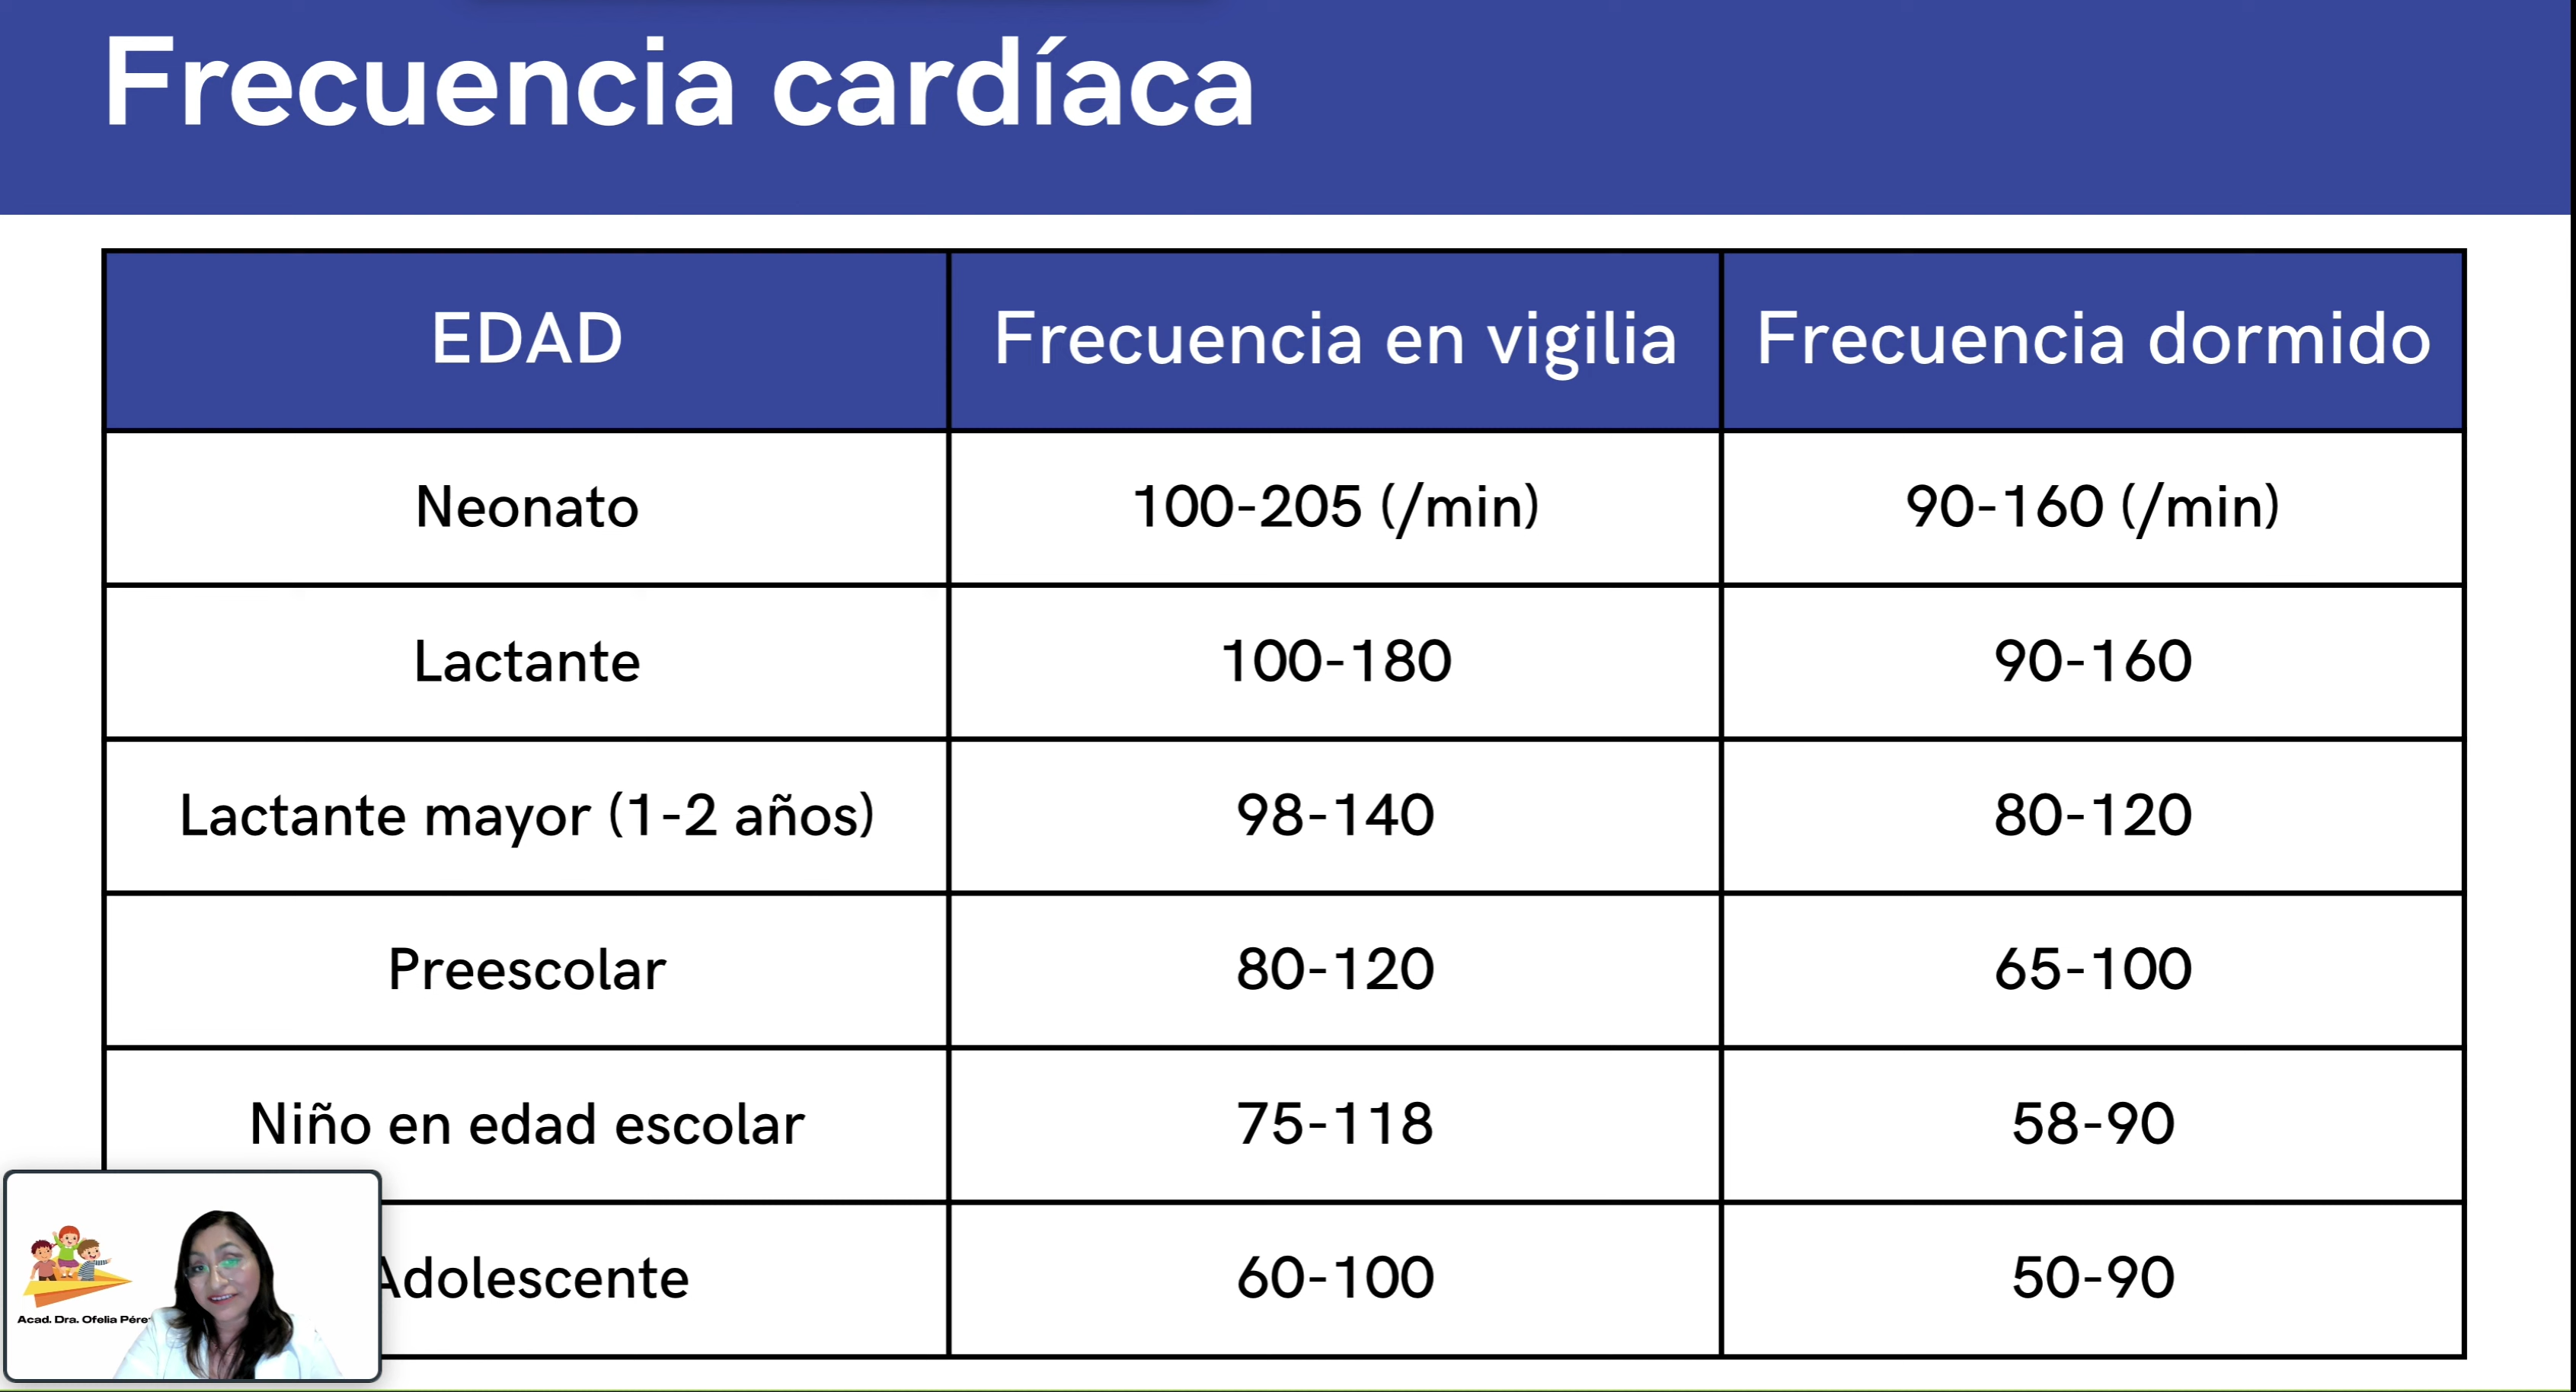 Frecuencia cardíaca
EDAD Frecuencia en vigilia Frecuencia dormido
Neonato 100-205 (/min) 90-160 (/min)
Lactante 100-180 90-160
Lactante mayor (1-2 años) 98-140 80-120
Preescolar 80-120 65-100
Niño en edad escolar 75-118 58-90
Adolescente 60-100 50-90
Acad. Dra. Ofelia